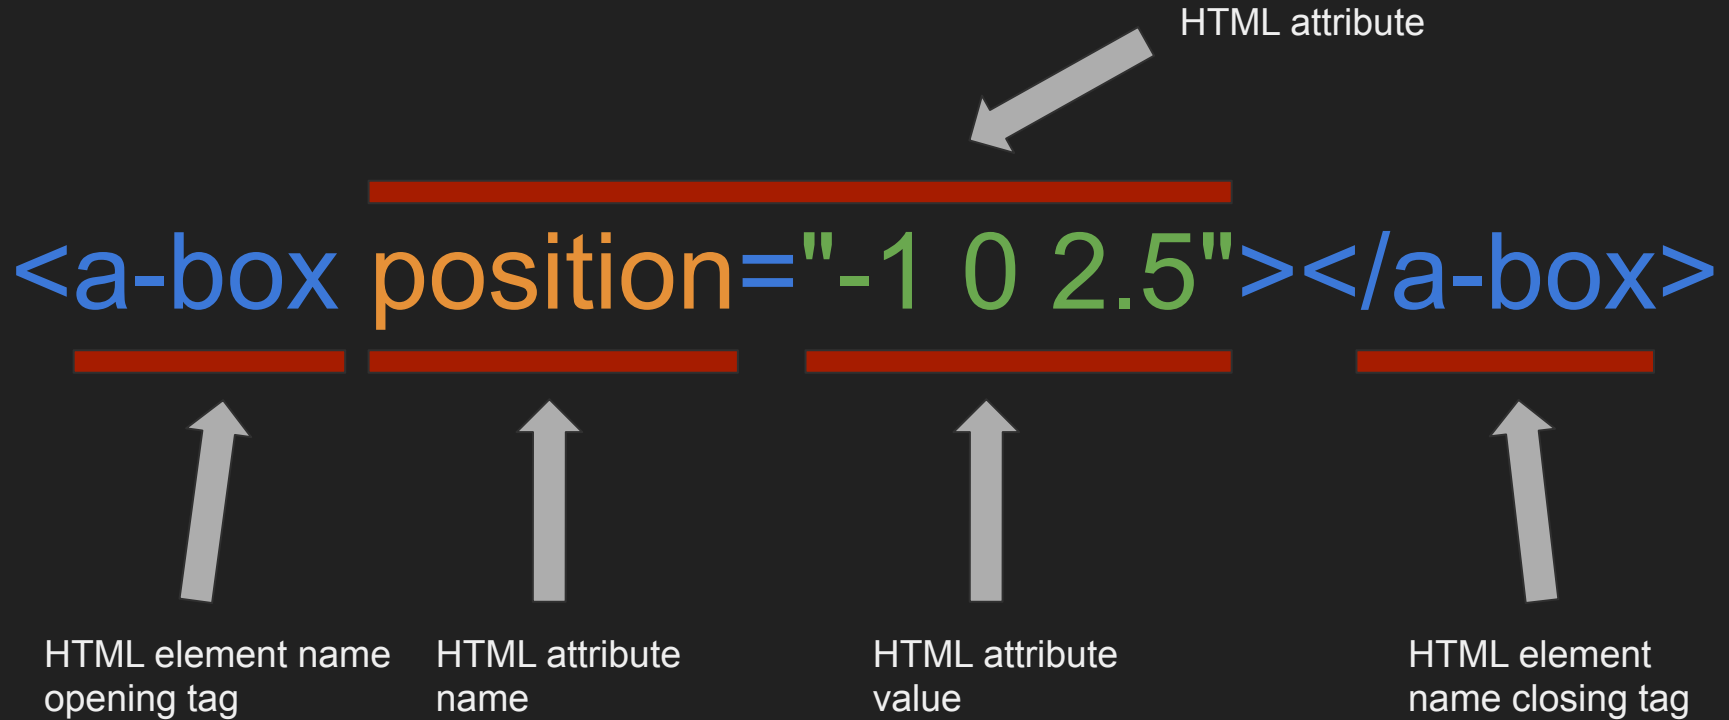 HTML attribute
<a-box position="-1 0 2.5"></a-box>
HTML element name
opening tag
HTML attribute
name
HTML attribute
value
HTML element
name closing tag